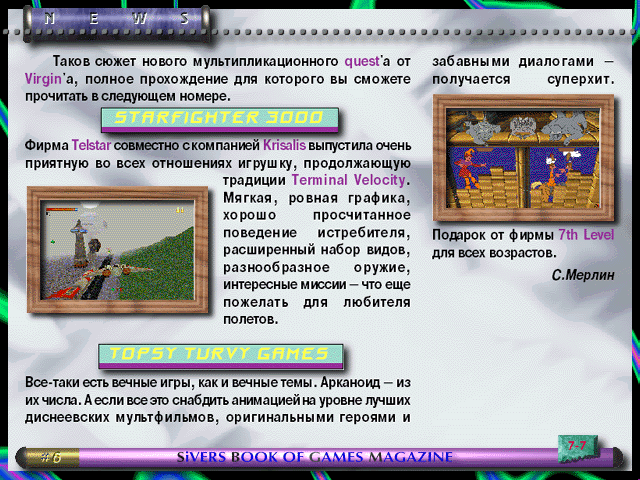 NEWS
Таков сюжет нового мультипликационного quest'а от
Virgin'а, полное прохождение для которого вы сможете
прочитать в следующем номере.
STARFIGHTER 3000
Фирма Telstar совместно с компанией Krisalis выпустила очень
приятную во всех отношениях игрушку, продолжающую
традиции Terminal Velocity.
Мягкая, ровная графика,
хорошо просчитанное
поведение истребителя,
расширенный набор видов,
разнообразное оружие,
интересные миссии – что еще
пожелать для любителя
полетов.
TOPSY TURVY GAMES
Все-таки есть вечные игры, как и вечные темы. Арканоид – из
их числа. А если все это снабдить анимацией на уровне лучших
диснеевских мультфильмов, оригинальными героями и
забавными диалогами –
получается суперхит.
Подарок от фирмы 7th Level
для всех возрастов.
С.Мерлин
#6
SiVERS BOOK OF GAMES MAGAZINE
7-7